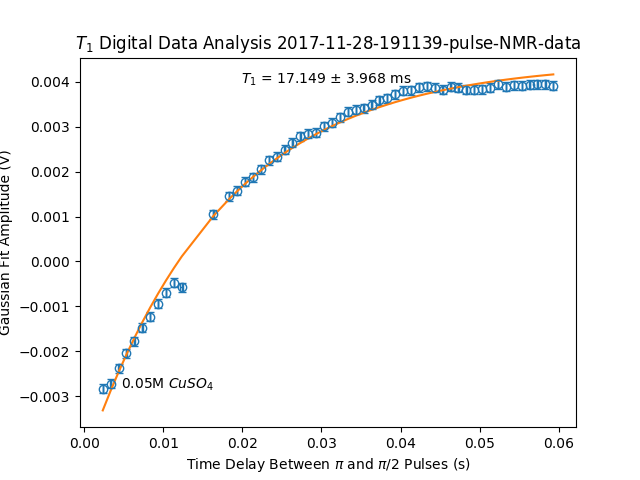 T₁ Digital Data Analysis 2017-11-28-191139-pulse-NMR-data
T₁ = 17.149 ± 3.968 ms
Gaussian Fit Amplitude (V)
0.004
0.003
0.002
0.001
0.000
−0.001
−0.002
−0.003
0.05M CuSO₄
0.00 0.01 0.02 0.03 0.04 0.05 0.06
Time Delay Between π and π/2 Pulses (s)